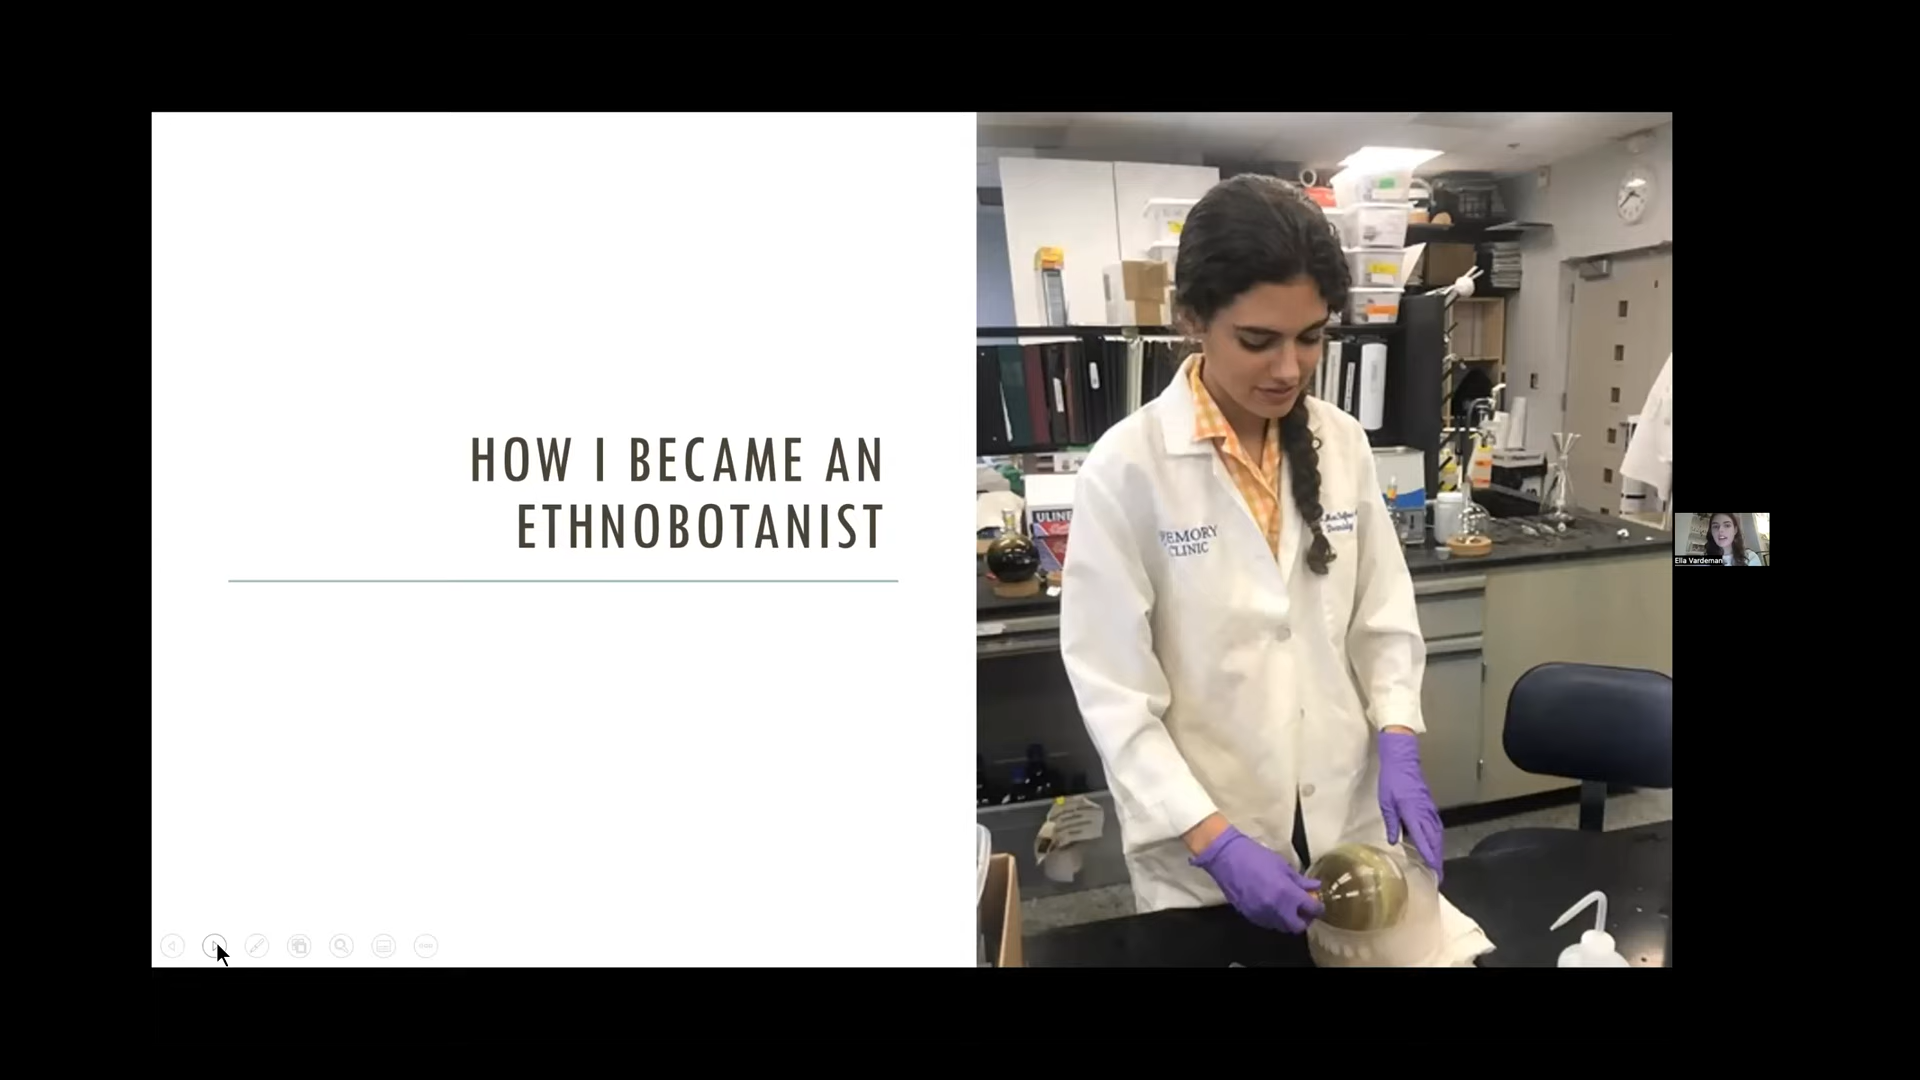 HOW I BECAME AN
ETHNOBOTANIST
ULINE
EMORY
CLINIC
Ella Vardeman